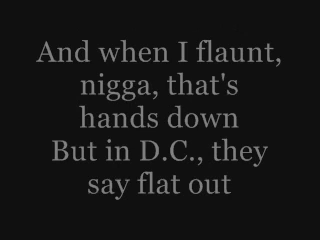 And when I flaunt,
nigga, that's
hands down
But in D.C., they
say flat out